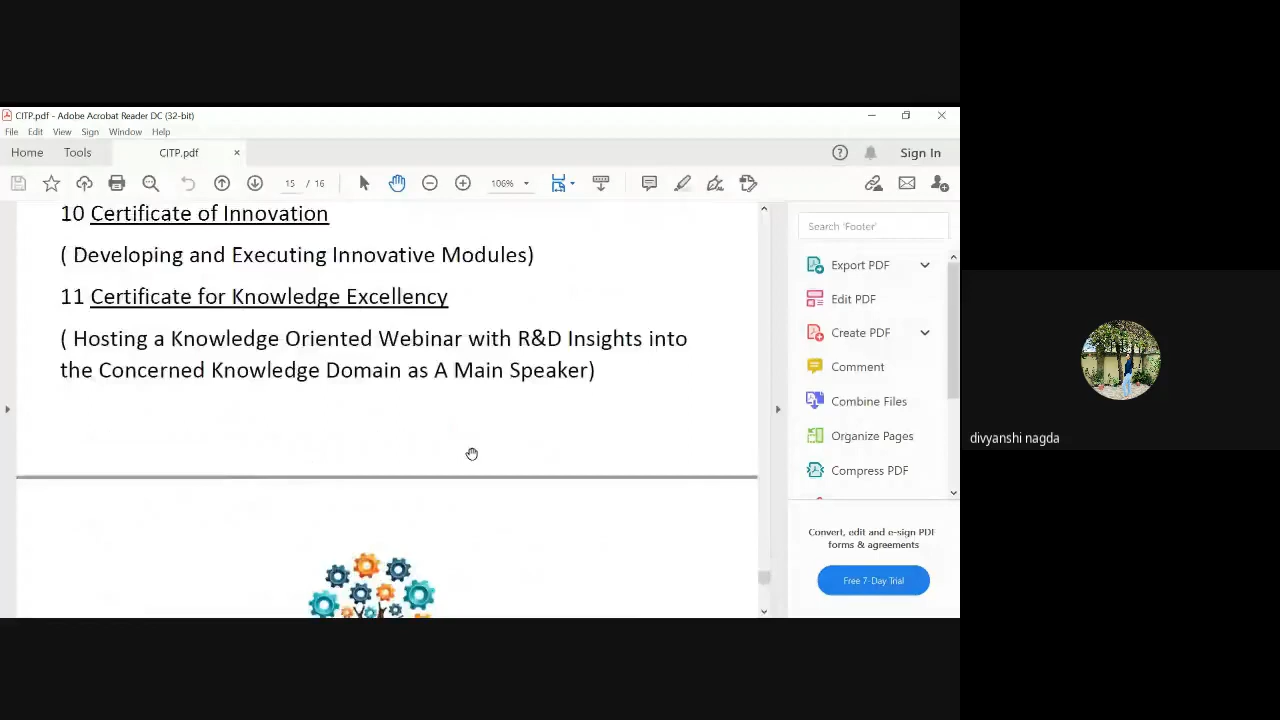 CITP.pdf - Adobe Acrobat Reader DC (32-bit)
File Edit View Sign Window Help
Home Tools CITP.pdf × Sign In
15 / 16 106%
10 Certificate of Innovation
( Developing and Executing Innovative Modules)
11 Certificate for Knowledge Excellency
( Hosting a Knowledge Oriented Webinar with R&D Insights into
the Concerned Knowledge Domain as A Main Speaker)
Search 'Footer'
Export PDF
Edit PDF
Create PDF
Comment
Combine Files
Organize Pages
Compress PDF
Convert, edit and e-sign PDF
forms & agreements
Free 7-Day Trial
divyanshi nagda